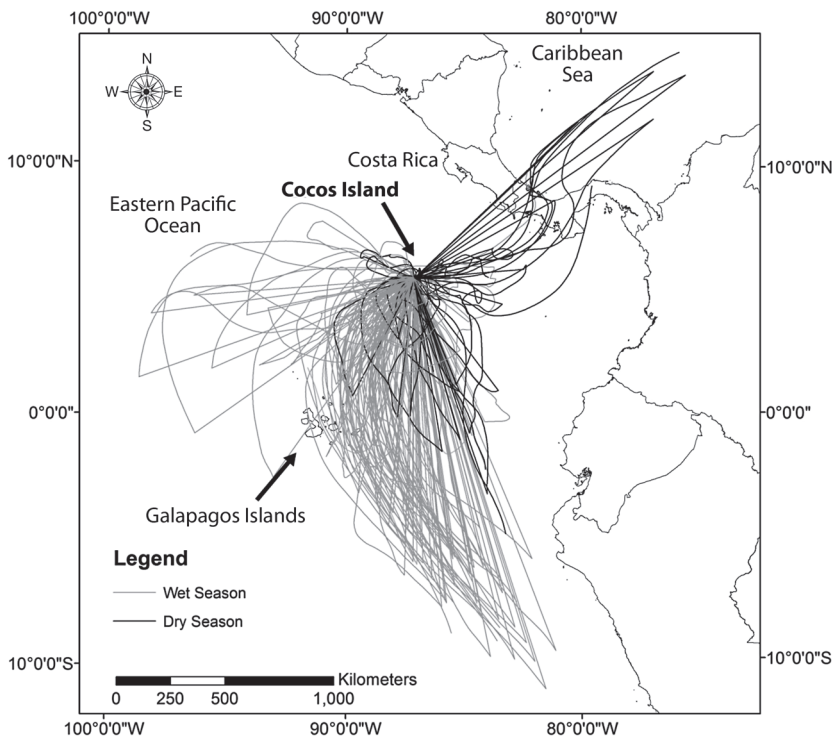 100°0'0"W 90°0'0"W 80°0'0"W
Caribbean
Sea
N
W E
S
10°0'0"N
10°0'0"N
Costa Rica
Cocos Island
Eastern Pacific
Ocean
0°0'0"
0°0'0"
Galapagos Islands
Legend
Wet Season
Dry Season
10°0'0"S
10°0'0"S
Kilometers
0 250 500 1,000
100°0'0"W 90°0'0"W 80°0'0"W